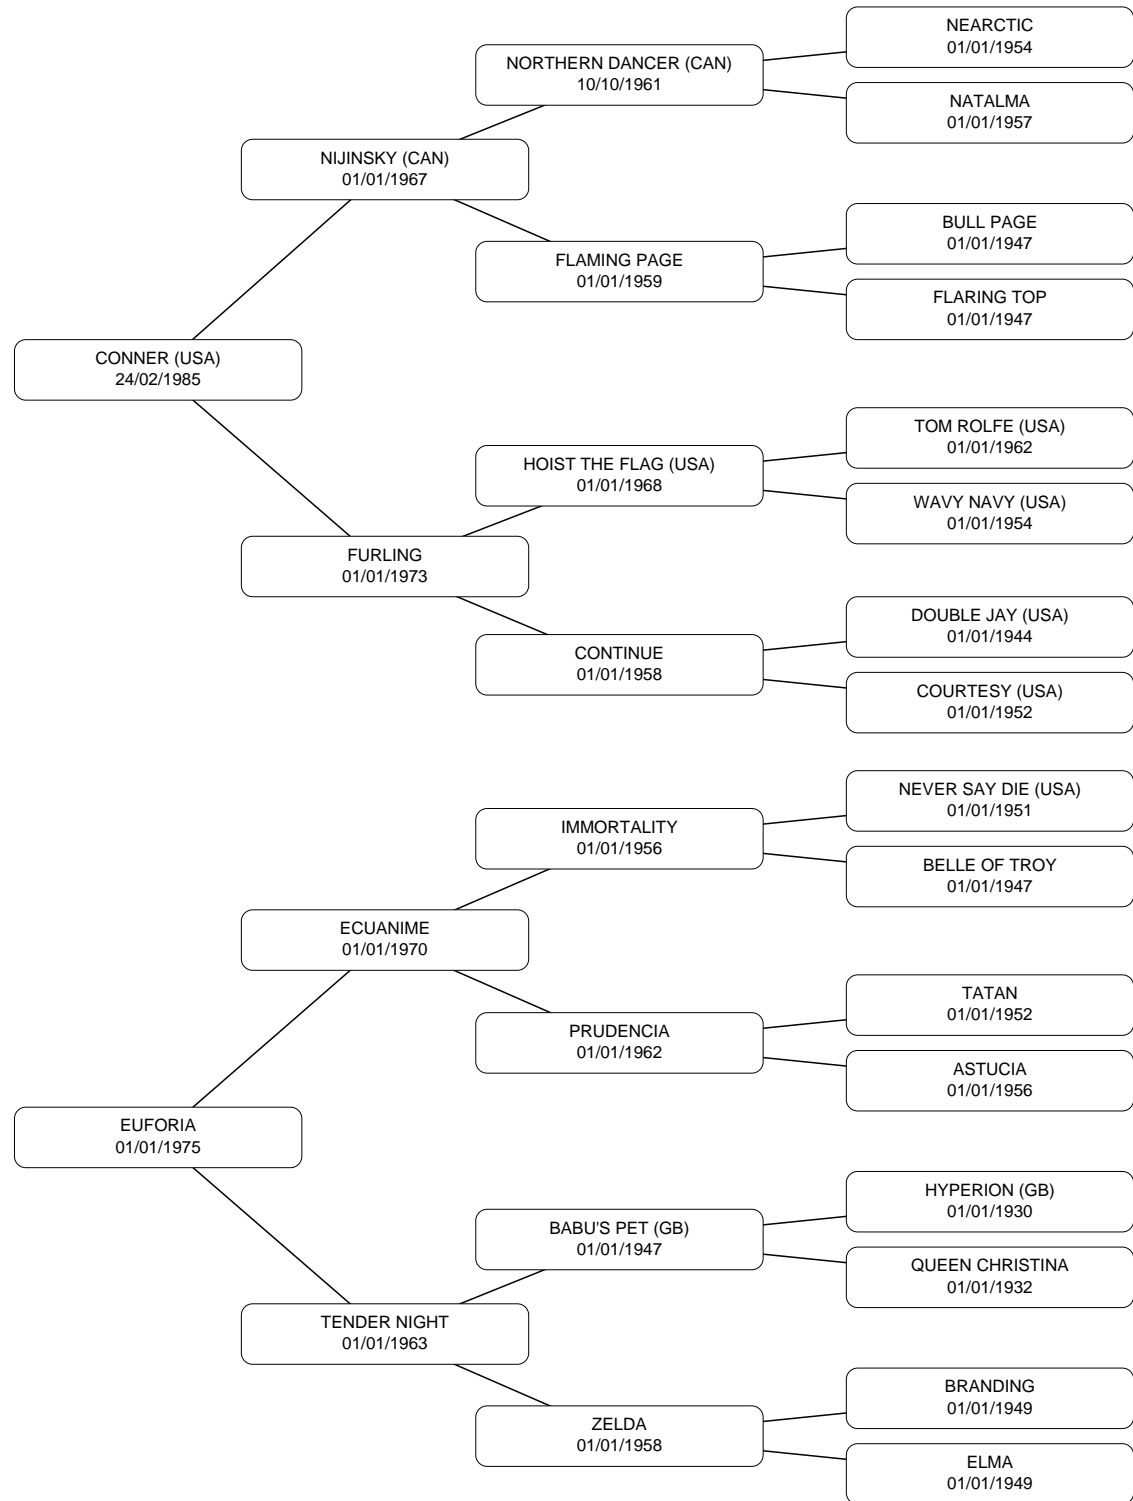 NEARCTIC
01/01/1954
NORTHERN DANCER (CAN)
10/10/1961
NATALMA
01/01/1957
NIJINSKY (CAN)
01/01/1967
BULL PAGE
01/01/1947
FLAMING PAGE
01/01/1959
FLARING TOP
01/01/1947
CONNER (USA)
24/02/1985
TOM ROLFE (USA)
01/01/1962
HOIST THE FLAG (USA)
01/01/1968
WAVY NAVY (USA)
01/01/1954
FURLING
01/01/1973
DOUBLE JAY (USA)
01/01/1944
CONTINUE
01/01/1958
COURTESY (USA)
01/01/1952
NEVER SAY DIE (USA)
01/01/1951
IMMORTALITY
01/01/1956
BELLE OF TROY
01/01/1947
ECUANIME
01/01/1970
TATAN
01/01/1952
PRUDENCIA
01/01/1962
ASTUCIA
01/01/1956
EUFORIA
01/01/1975
HYPERION (GB)
01/01/1930
BABU'S PET (GB)
01/01/1947
QUEEN CHRISTINA
01/01/1932
TENDER NIGHT
01/01/1963
BRANDING
01/01/1949
ZELDA
01/01/1958
ELMA
01/01/1949